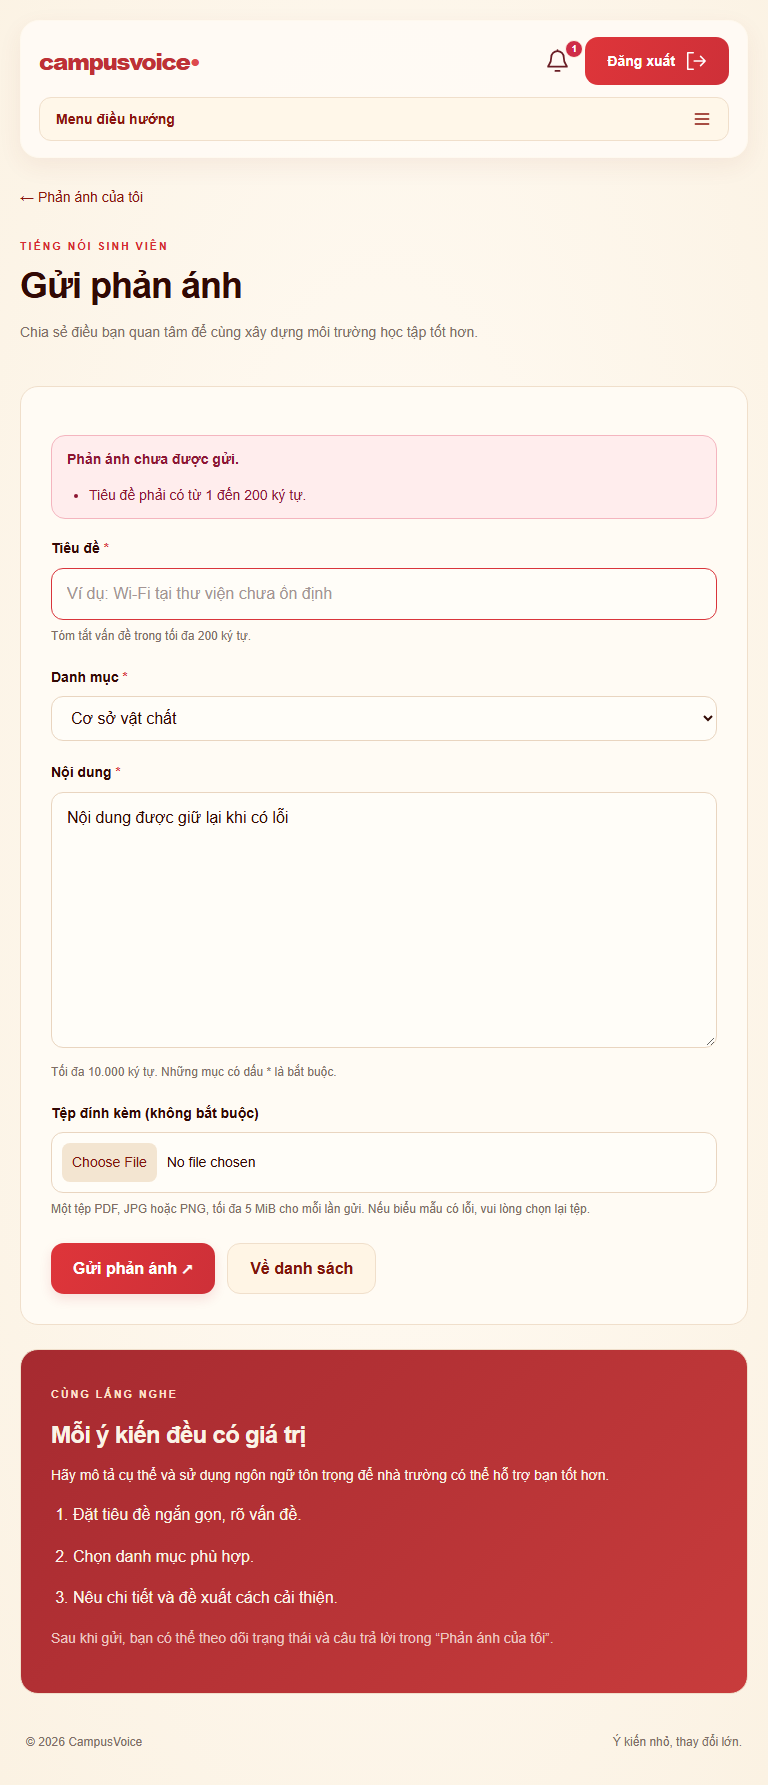 campusvoice•
1
Đăng xuất
Menu điều hướng
← Phản ánh của tôi
TIẾNG NÓI SINH VIÊN
Gửi phản ánh
Chia sẻ điều bạn quan tâm để cùng xây dựng môi trường học tập tốt hơn.
Phản ánh chưa được gửi.
• Tiêu đề phải có từ 1 đến 200 ký tự.
Tiêu đề *
Ví dụ: Wi-Fi tại thư viện chưa ổn định
Tóm tắt vấn đề trong tối đa 200 ký tự.
Danh mục *
Cơ sở vật chất
Nội dung *
Nội dung được giữ lại khi có lỗi
Tối đa 10.000 ký tự. Những mục có dấu * là bắt buộc.
Tệp đính kèm (không bắt buộc)
Choose File No file chosen
Một tệp PDF, JPG hoặc PNG, tối đa 5 MiB cho mỗi lần gửi. Nếu biểu mẫu có lỗi, vui lòng chọn lại tệp.
Gửi phản ánh ↗ Về danh sách
CÙNG LẮNG NGHE
Mỗi ý kiến đều có giá trị
Hãy mô tả cụ thể và sử dụng ngôn ngữ tôn trọng để nhà trường có thể hỗ trợ bạn tốt hơn.
1. Đặt tiêu đề ngắn gọn, rõ vấn đề.
2. Chọn danh mục phù hợp.
3. Nêu chi tiết và đề xuất cách cải thiện.
Sau khi gửi, bạn có thể theo dõi trạng thái và câu trả lời trong “Phản ánh của tôi”.
© 2026 CampusVoice Ý kiến nhỏ, thay đổi lớn.